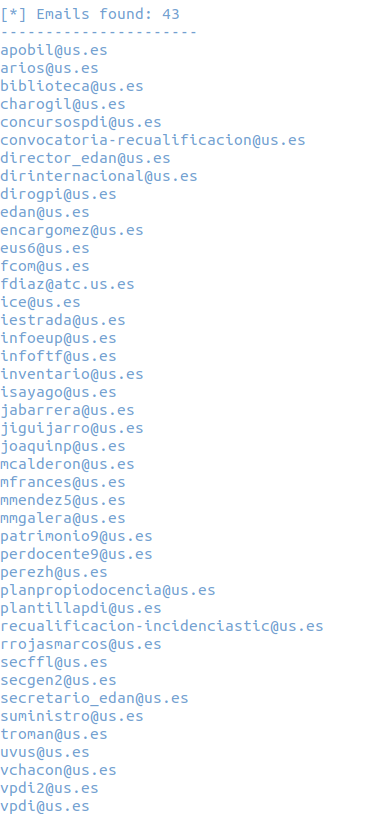 [*] Emails found: 43
----------------------
apobil@us.es
arios@us.es
biblioteca@us.es
charogil@us.es
concursospdi@us.es
convocatoria-recualificacion@us.es
director_edan@us.es
dirinternacional@us.es
dirogpi@us.es
edan@us.es
encargomez@us.es
eus6@us.es
fcom@us.es
fdiaz@atc.us.es
ice@us.es
iestrada@us.es
infoeup@us.es
infoftf@us.es
inventario@us.es
isayago@us.es
jabarrera@us.es
jiguijarro@us.es
joaquinp@us.es
mcalderon@us.es
mfrances@us.es
mmendez5@us.es
mmgalera@us.es
patrimonio9@us.es
perdocente9@us.es
perezh@us.es
planpropiodocencia@us.es
plantillapdi@us.es
recualificacion-incidenciastic@us.es
rrojasmarcos@us.es
secffl@us.es
secgen2@us.es
secretario_edan@us.es
suministro@us.es
troman@us.es
uvus@us.es
vchacon@us.es
vpdi2@us.es
vpdi@us.es